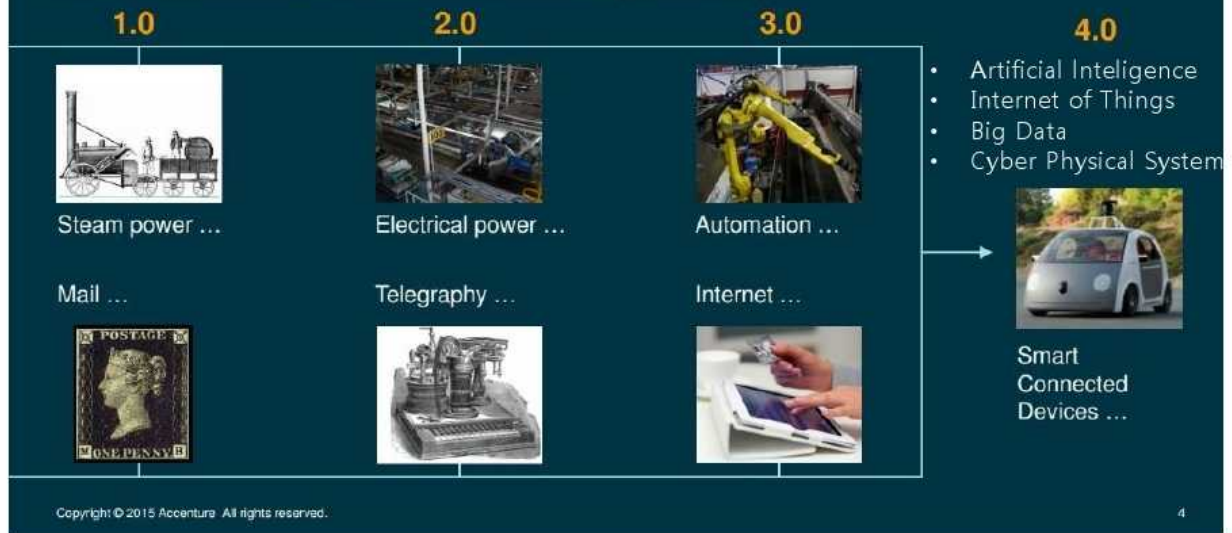 1.0
2.0
3.0
4.0
Steam power ...
Electrical power ...
Automation ...
• Artificial Inteligence
• Internet of Things
• Big Data
• Cyber Physical System
Mail ...
Telegraphy ...
Internet ...
POSTAGE
M ONE PENNY B
Smart
Connected
Devices ...
Copyright © 2015 Accenture All rights reserved.
4